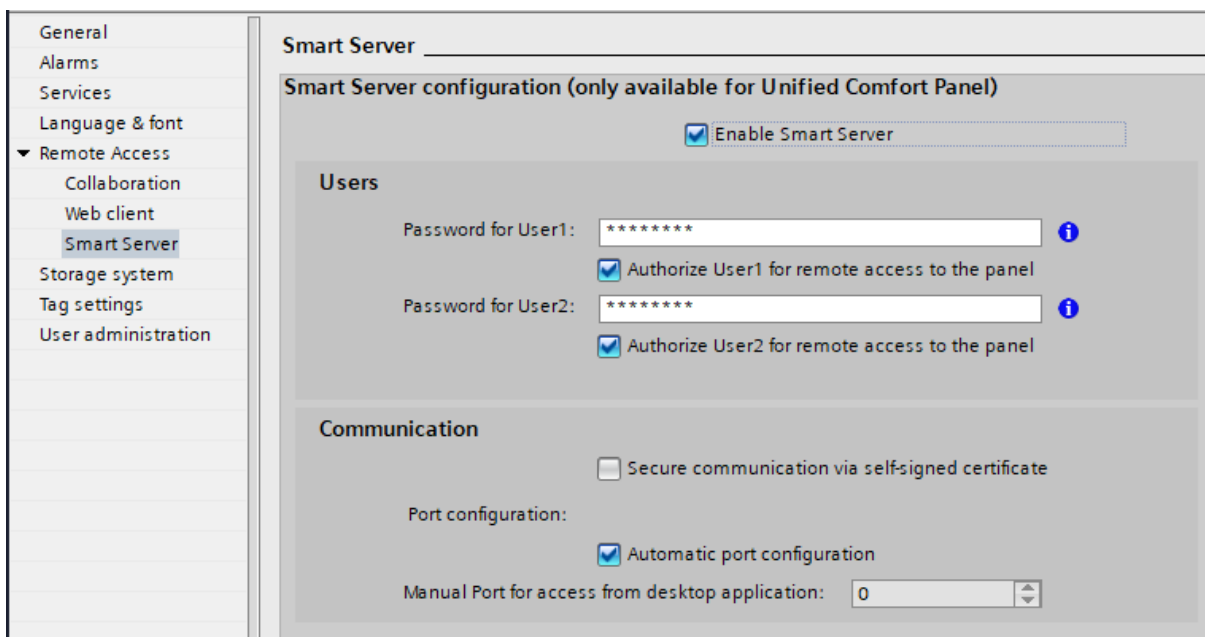 General
Alarms
Services
Language & font
Remote Access
Collaboration
Web client
Smart Server
Storage system
Tag settings
User administration
Smart Server
Smart Server configuration (only available for Unified Comfort Panel)
Enable Smart Server
Users
Password for User1: ********
Authorize User1 for remote access to the panel
Password for User2: ********
Authorize User2 for remote access to the panel
Communication
Secure communication via self-signed certificate
Port configuration:
Automatic port configuration
Manual Port for access from desktop application: 0